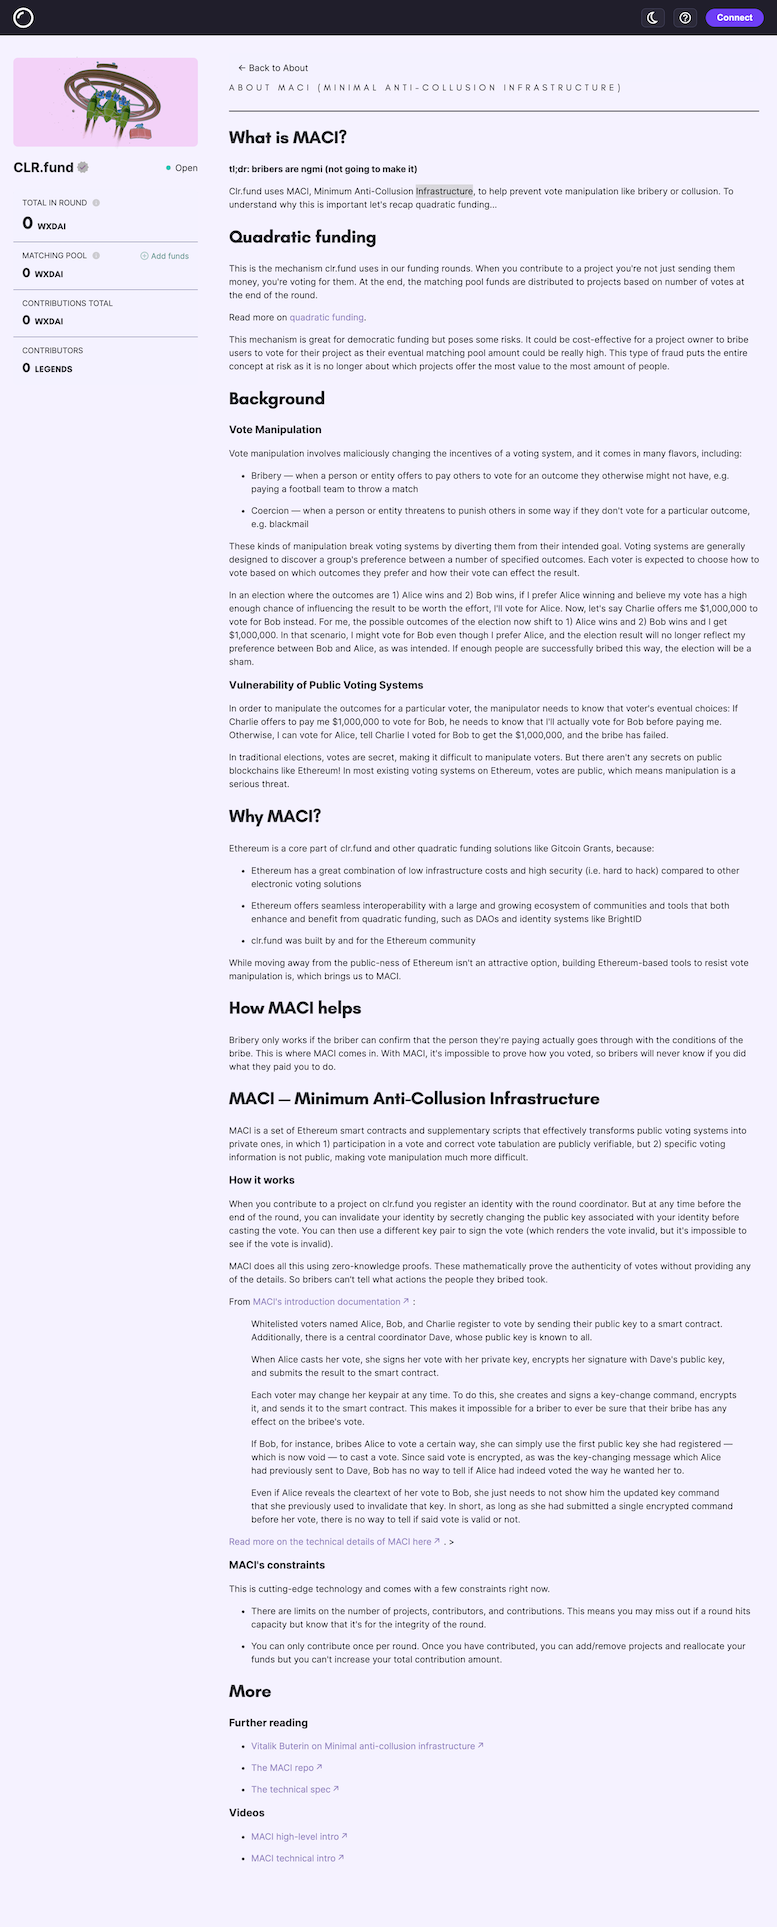 Connect
CLR.fund
Open
TOTAL IN ROUND
0 WXDAI
MATCHING POOL
Add funds
0 WXDAI
CONTRIBUTIONS TOTAL
0 WXDAI
CONTRIBUTORS
0 LEGENDS
← Back to About
ABOUT MACI (MINIMAL ANTI-COLLUSION INFRASTRUCTURE)
What is MACI?
tl;dr: bribers are ngmi (not going to make it)
Clr.fund uses MACI, Minimum Anti-Collusion Infrastructure, to help prevent vote manipulation like bribery or collusion. To
understand why this is important let's recap quadratic funding...
Quadratic funding
This is the mechanism clr.fund uses in our funding rounds. When you contribute to a project you're not just sending them
money, you're voting for them. At the end, the matching pool funds are distributed to projects based on number of votes at
the end of the round.
Read more on quadratic funding.
This mechanism is great for democratic funding but poses some risks. It could be cost-effective for a project owner to bribe
users to vote for their project as their eventual matching pool amount could be really high. This type of fraud puts the entire
concept at risk as it is no longer about which projects offer the most value to the most amount of people.
Background
Vote Manipulation
Vote manipulation involves maliciously changing the incentives of a voting system, and it comes in many flavors, including:
• Bribery — when a person or entity offers to pay others to vote for an outcome they otherwise might not have, e.g.
paying a football team to throw a match
• Coercion — when a person or entity threatens to punish others in some way if they don't vote for a particular outcome,
e.g. blackmail
These kinds of manipulation break voting systems by diverting them from their intended goal. Voting systems are generally
designed to discover a group's preference between a number of specified outcomes. Each voter is expected to choose how to
vote based on which outcomes they prefer and how their vote can effect the result.
In an election where the outcomes are 1) Alice wins and 2) Bob wins, if I prefer Alice winning and believe my vote has a high
enough chance of influencing the result to be worth the effort, I'll vote for Alice. Now, let's say Charlie offers me $1,000,000 to
vote for Bob instead. For me, the possible outcomes of the election now shift to 1) Alice wins and 2) Bob wins and I get
$1,000,000. In that scenario, I might vote for Bob even though I prefer Alice, and the election result will no longer reflect my
preference between Bob and Alice, as was intended. If enough people are successfully bribed this way, the election will be a
sham.
Vulnerability of Public Voting Systems
In order to manipulate the outcomes for a particular voter, the manipulator needs to know that voter's eventual choices: If
Charlie offers to pay me $1,000,000 to vote for Bob, he needs to know that I'll actually vote for Bob before paying me.
Otherwise, I can vote for Alice, tell Charlie I voted for Bob to get the $1,000,000, and the bribe has failed.
In traditional elections, votes are secret, making it difficult to manipulate voters. But there aren't any secrets on public
blockchains like Ethereum! In most existing voting systems on Ethereum, votes are public, which means manipulation is a
serious threat.
Why MACI?
Ethereum is a core part of clr.fund and other quadratic funding solutions like Gitcoin Grants, because:
• Ethereum has a great combination of low infrastructure costs and high security (i.e. hard to hack) compared to other
electronic voting solutions
• Ethereum offers seamless interoperability with a large and growing ecosystem of communities and tools that both
enhance and benefit from quadratic funding, such as DAOs and identity systems like BrightID
• clr.fund was built by and for the Ethereum community
While moving away from the public-ness of Ethereum isn't an attractive option, building Ethereum-based tools to resist vote
manipulation is, which brings us to MACI.
How MACI helps
Bribery only works if the briber can confirm that the person they're paying actually goes through with the conditions of the
bribe. This is where MACI comes in. With MACI, it's impossible to prove how you voted, so bribers will never know if you did
what they paid you to do.
MACI — Minimum Anti-Collusion Infrastructure
MACI is a set of Ethereum smart contracts and supplementary scripts that effectively transforms public voting systems into
private ones, in which 1) participation in a vote and correct vote tabulation are publicly verifiable, but 2) specific voting
information is not public, making vote manipulation much more difficult.
How it works
When you contribute to a project on clr.fund you register an identity with the round coordinator. But at any time before the
end of the round, you can invalidate your identity by secretly changing the public key associated with your identity before
casting the vote. You can then use a different key pair to sign the vote (which renders the vote invalid, but it's impossible to
see if the vote is invalid).
MACI does all this using zero-knowledge proofs. These mathematically prove the authenticity of votes without providing any
of the details. So bribers can't tell what actions the people they bribed took.
From MACI's introduction documentation ↗ :
Whitelisted voters named Alice, Bob, and Charlie register to vote by sending their public key to a smart contract.
Additionally, there is a central coordinator Dave, whose public key is known to all.
When Alice casts her vote, she signs her vote with her private key, encrypts her signature with Dave's public key,
and submits the result to the smart contract.
Each voter may change her keypair at any time. To do this, she creates and signs a key-change command, encrypts
it, and sends it to the smart contract. This makes it impossible for a briber to ever be sure that their bribe has any
effect on the bribee's vote.
If Bob, for instance, bribes Alice to vote a certain way, she can simply use the first public key she had registered —
which is now void — to cast a vote. Since said vote is encrypted, as was the key-changing message which Alice
had previously sent to Dave, Bob has no way to tell if Alice had indeed voted the way he wanted her to.
Even if Alice reveals the cleartext of her vote to Bob, she just needs to not show him the updated key command
that she previously used to invalidate that key. In short, as long as she had submitted a single encrypted command
before her vote, there is no way to tell if said vote is valid or not.
Read more on the technical details of MACI here ↗ . >
MACI's constraints
This is cutting-edge technology and comes with a few constraints right now.
• There are limits on the number of projects, contributors, and contributions. This means you may miss out if a round hits
capacity but know that it's for the integrity of the round.
• You can only contribute once per round. Once you have contributed, you can add/remove projects and reallocate your
funds but you can't increase your total contribution amount.
More
Further reading
• Vitalik Buterin on Minimal anti-collusion infrastructure ↗
• The MACI repo ↗
• The technical spec ↗
Videos
• MACI high-level intro ↗
• MACI technical intro ↗